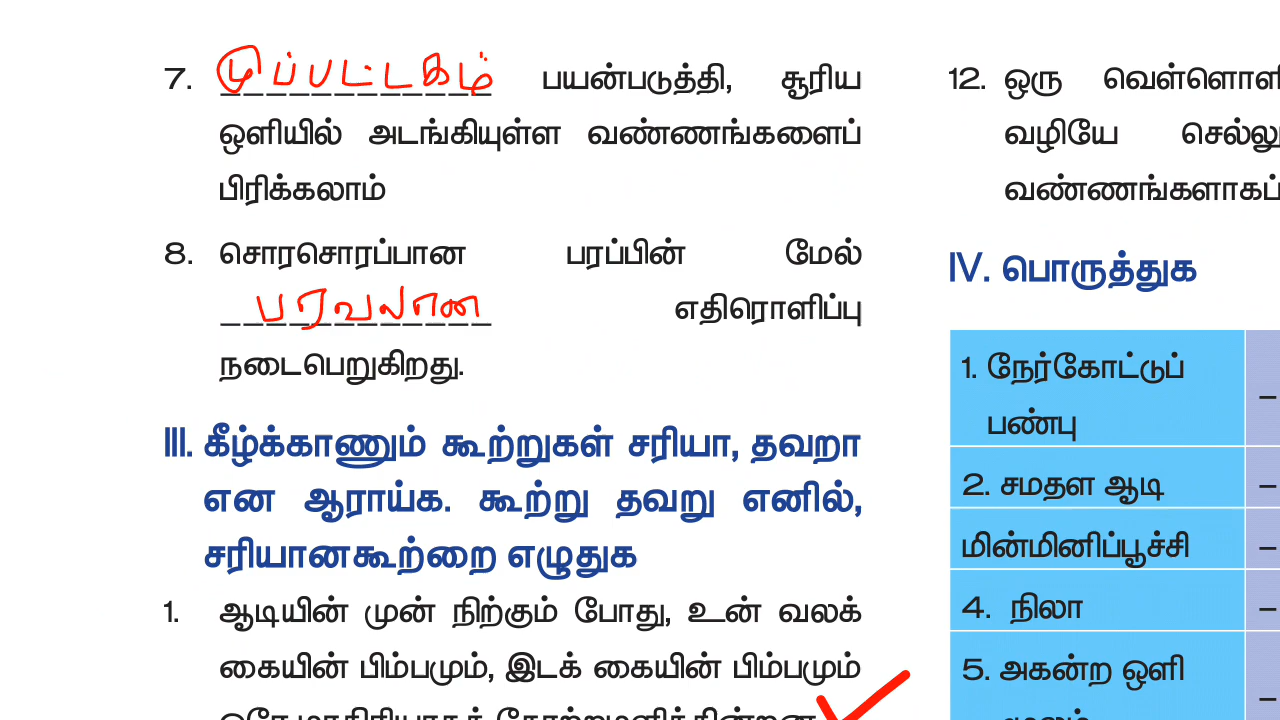 7. முப்பட்டகம் பயன்படுத்தி, சூரிய
ஒளியில் அடங்கியுள்ள வண்ணங்களைப்
பிரிக்கலாம்
8. சொரசொரப்பான பரப்பின் மேல்
பரவலான எதிரொளிப்பு
நடைபெறுகிறது.
III. கீழ்க்காணும் கூற்றுகள் சரியா, தவறா
என ஆராய்க. கூற்று தவறு எனில்,
சரியானகூற்றை எழுதுக
1. ஆடியின் முன் நிற்கும் போது, உன் வலக்
கையின் பிம்பமும், இடக் கையின் பிம்பமும்
12. ஒரு வெள்ளொளி
வழியே
வண்ணங்களாகப்
IV. பொருத்துக
1. நேர்கோட்டுப் –
பண்பு
2. சமதள ஆடி –
மின்மினிப்பூச்சி –
4. நிலா –
5. அகன்ற ஒளி –